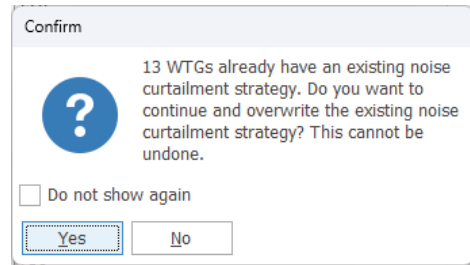 Confirm
13 WTGs already have an existing noise
curtailment strategy. Do you want to
continue and overwrite the existing noise
curtailment strategy? This cannot be
undone.
Do not show again
Yes
No